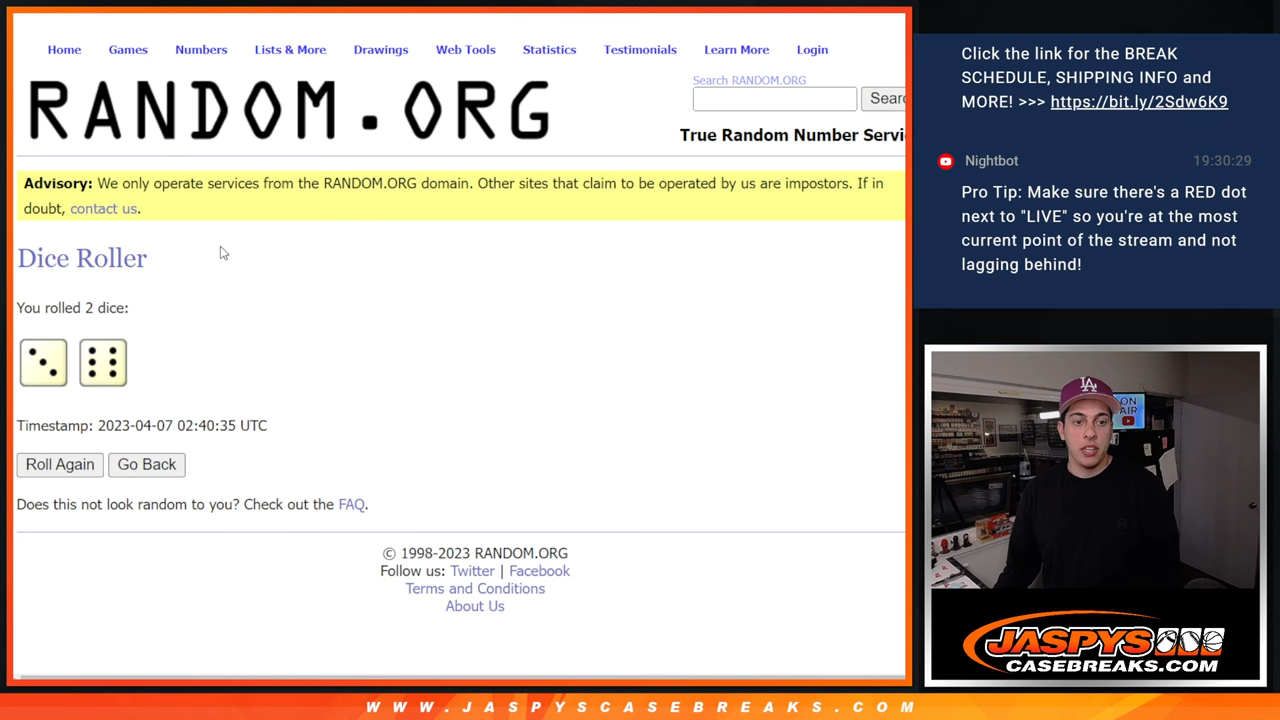 Home Games Numbers Lists & More Drawings Web Tools Statistics Testimonials Learn More Login
RANDOM.ORG
Search RANDOM.ORG
Searc
True Random Number Servi
Advisory: We only operate services from the RANDOM.ORG domain. Other sites that claim to be operated by us are impostors. If in
doubt, contact us.
Dice Roller
You rolled 2 dice:
Timestamp: 2023-04-07 02:40:35 UTC
Roll Again Go Back
Does this not look random to you? Check out the FAQ.
© 1998-2023 RANDOM.ORG
Follow us: Twitter | Facebook
Terms and Conditions
About Us
Click the link for the BREAK
SCHEDULE, SHIPPING INFO and
MORE! >>> https://bit.ly/2Sdw6K9
Nightbot 19:30:29
Pro Tip: Make sure there's a RED dot
next to "LIVE" so you're at the most
current point of the stream and not
lagging behind!
LA
ON
AIR
JASPYS
CASEBREAKS.COM
WWW.JASPYSCASEBREAKS.COM